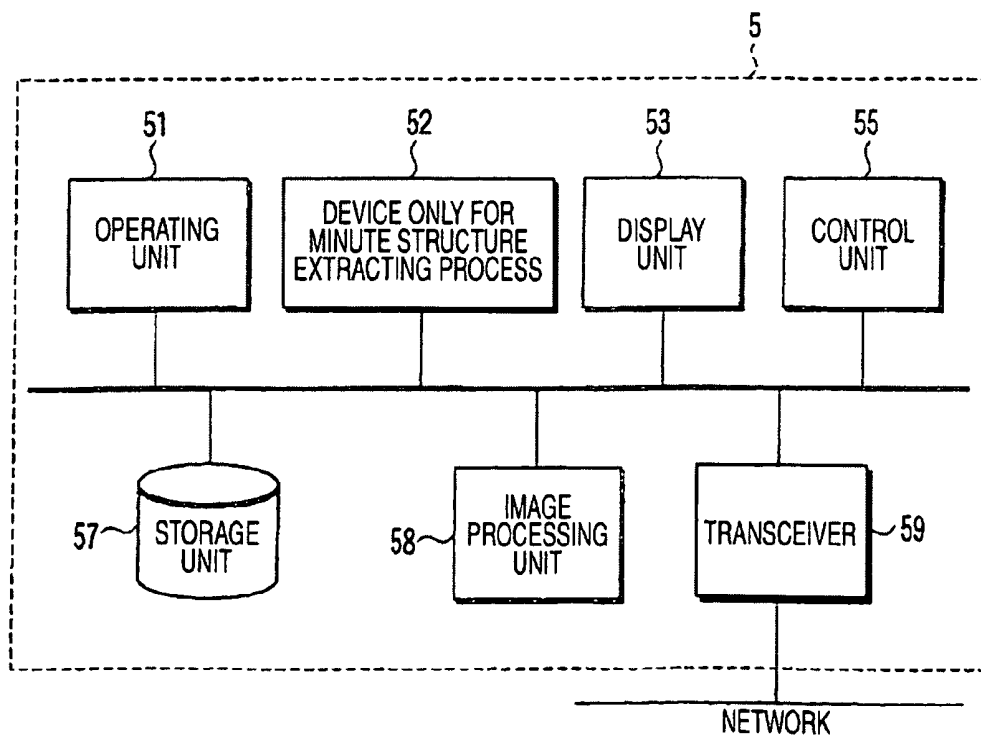 5
51
52
53
55
OPERATING
UNIT
DEVICE ONLY FOR
MINUTE STRUCTURE
EXTRACTING PROCESS
DISPLAY
UNIT
CONTROL
UNIT
57
STORAGE
UNIT
58
IMAGE
PROCESSING
UNIT
TRANSCEIVER
59
NETWORK